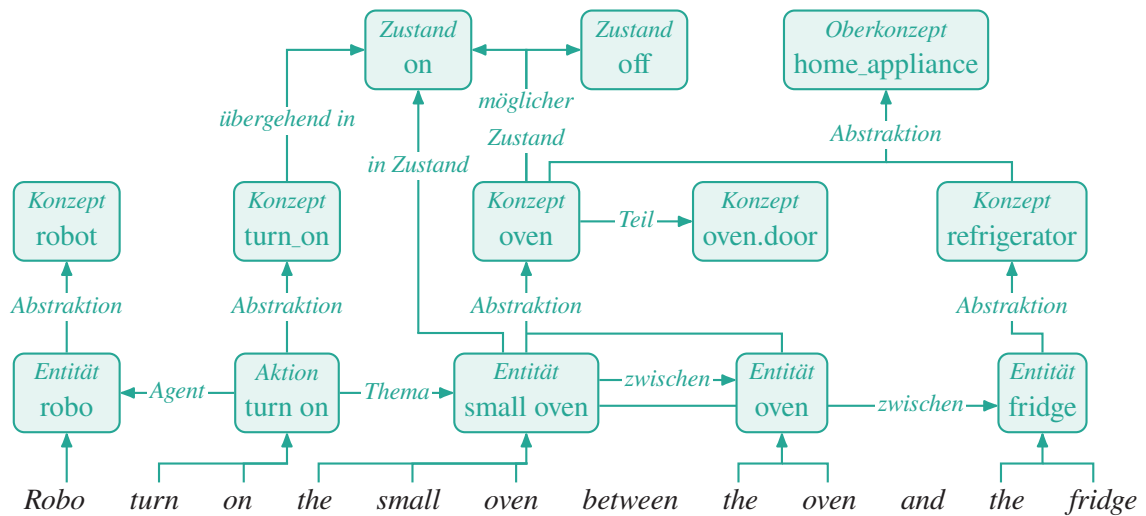 Zustand
on
Zustand
off
Oberkonzept
home_appliance
übergehend in
möglicher
Zustand
in Zustand
Abstraktion
Konzept
robot
Konzept
turn_on
Konzept
oven
Teil
Konzept
oven.door
Konzept
refrigerator
Abstraktion
Abstraktion
Abstraktion
Abstraktion
Entität
robo
Agent
Aktion
turn on
Thema
Entität
small oven
zwischen
Entität
oven
zwischen
Entität
fridge
Robo turn on the small oven between the oven and the fridge